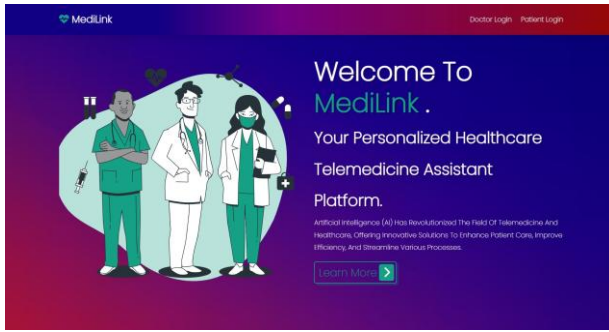 MediLink
Doctor Login Patient Login
Welcome To
MediLink .
Your Personalized Healthcare
Telemedicine Assistant
Platform.
Artificial Intelligence (AI) Has Revolutionized The Field Of Telemedicine And
Healthcare, Offering Innovative Solutions To Enhance Patient Care, Improve
Efficiency, And Streamline Various Processes.
Learn More